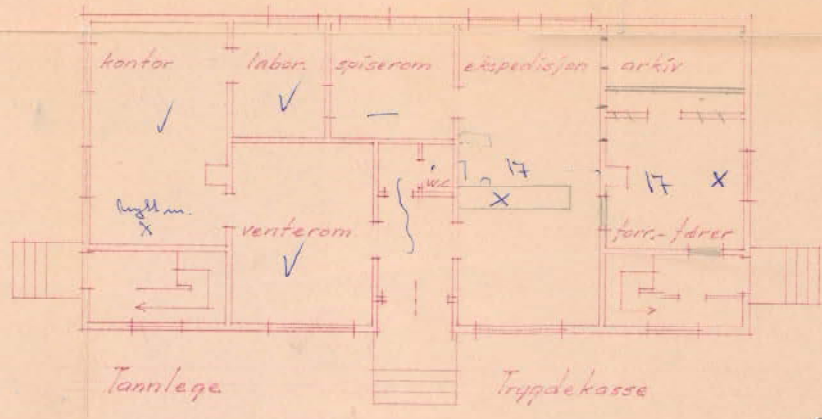 kontor labor. spiserom ekspedisjon arkiv
17
w.c
17 x
x
x
venterom forr.-fører
Tannlege Trygdekasse